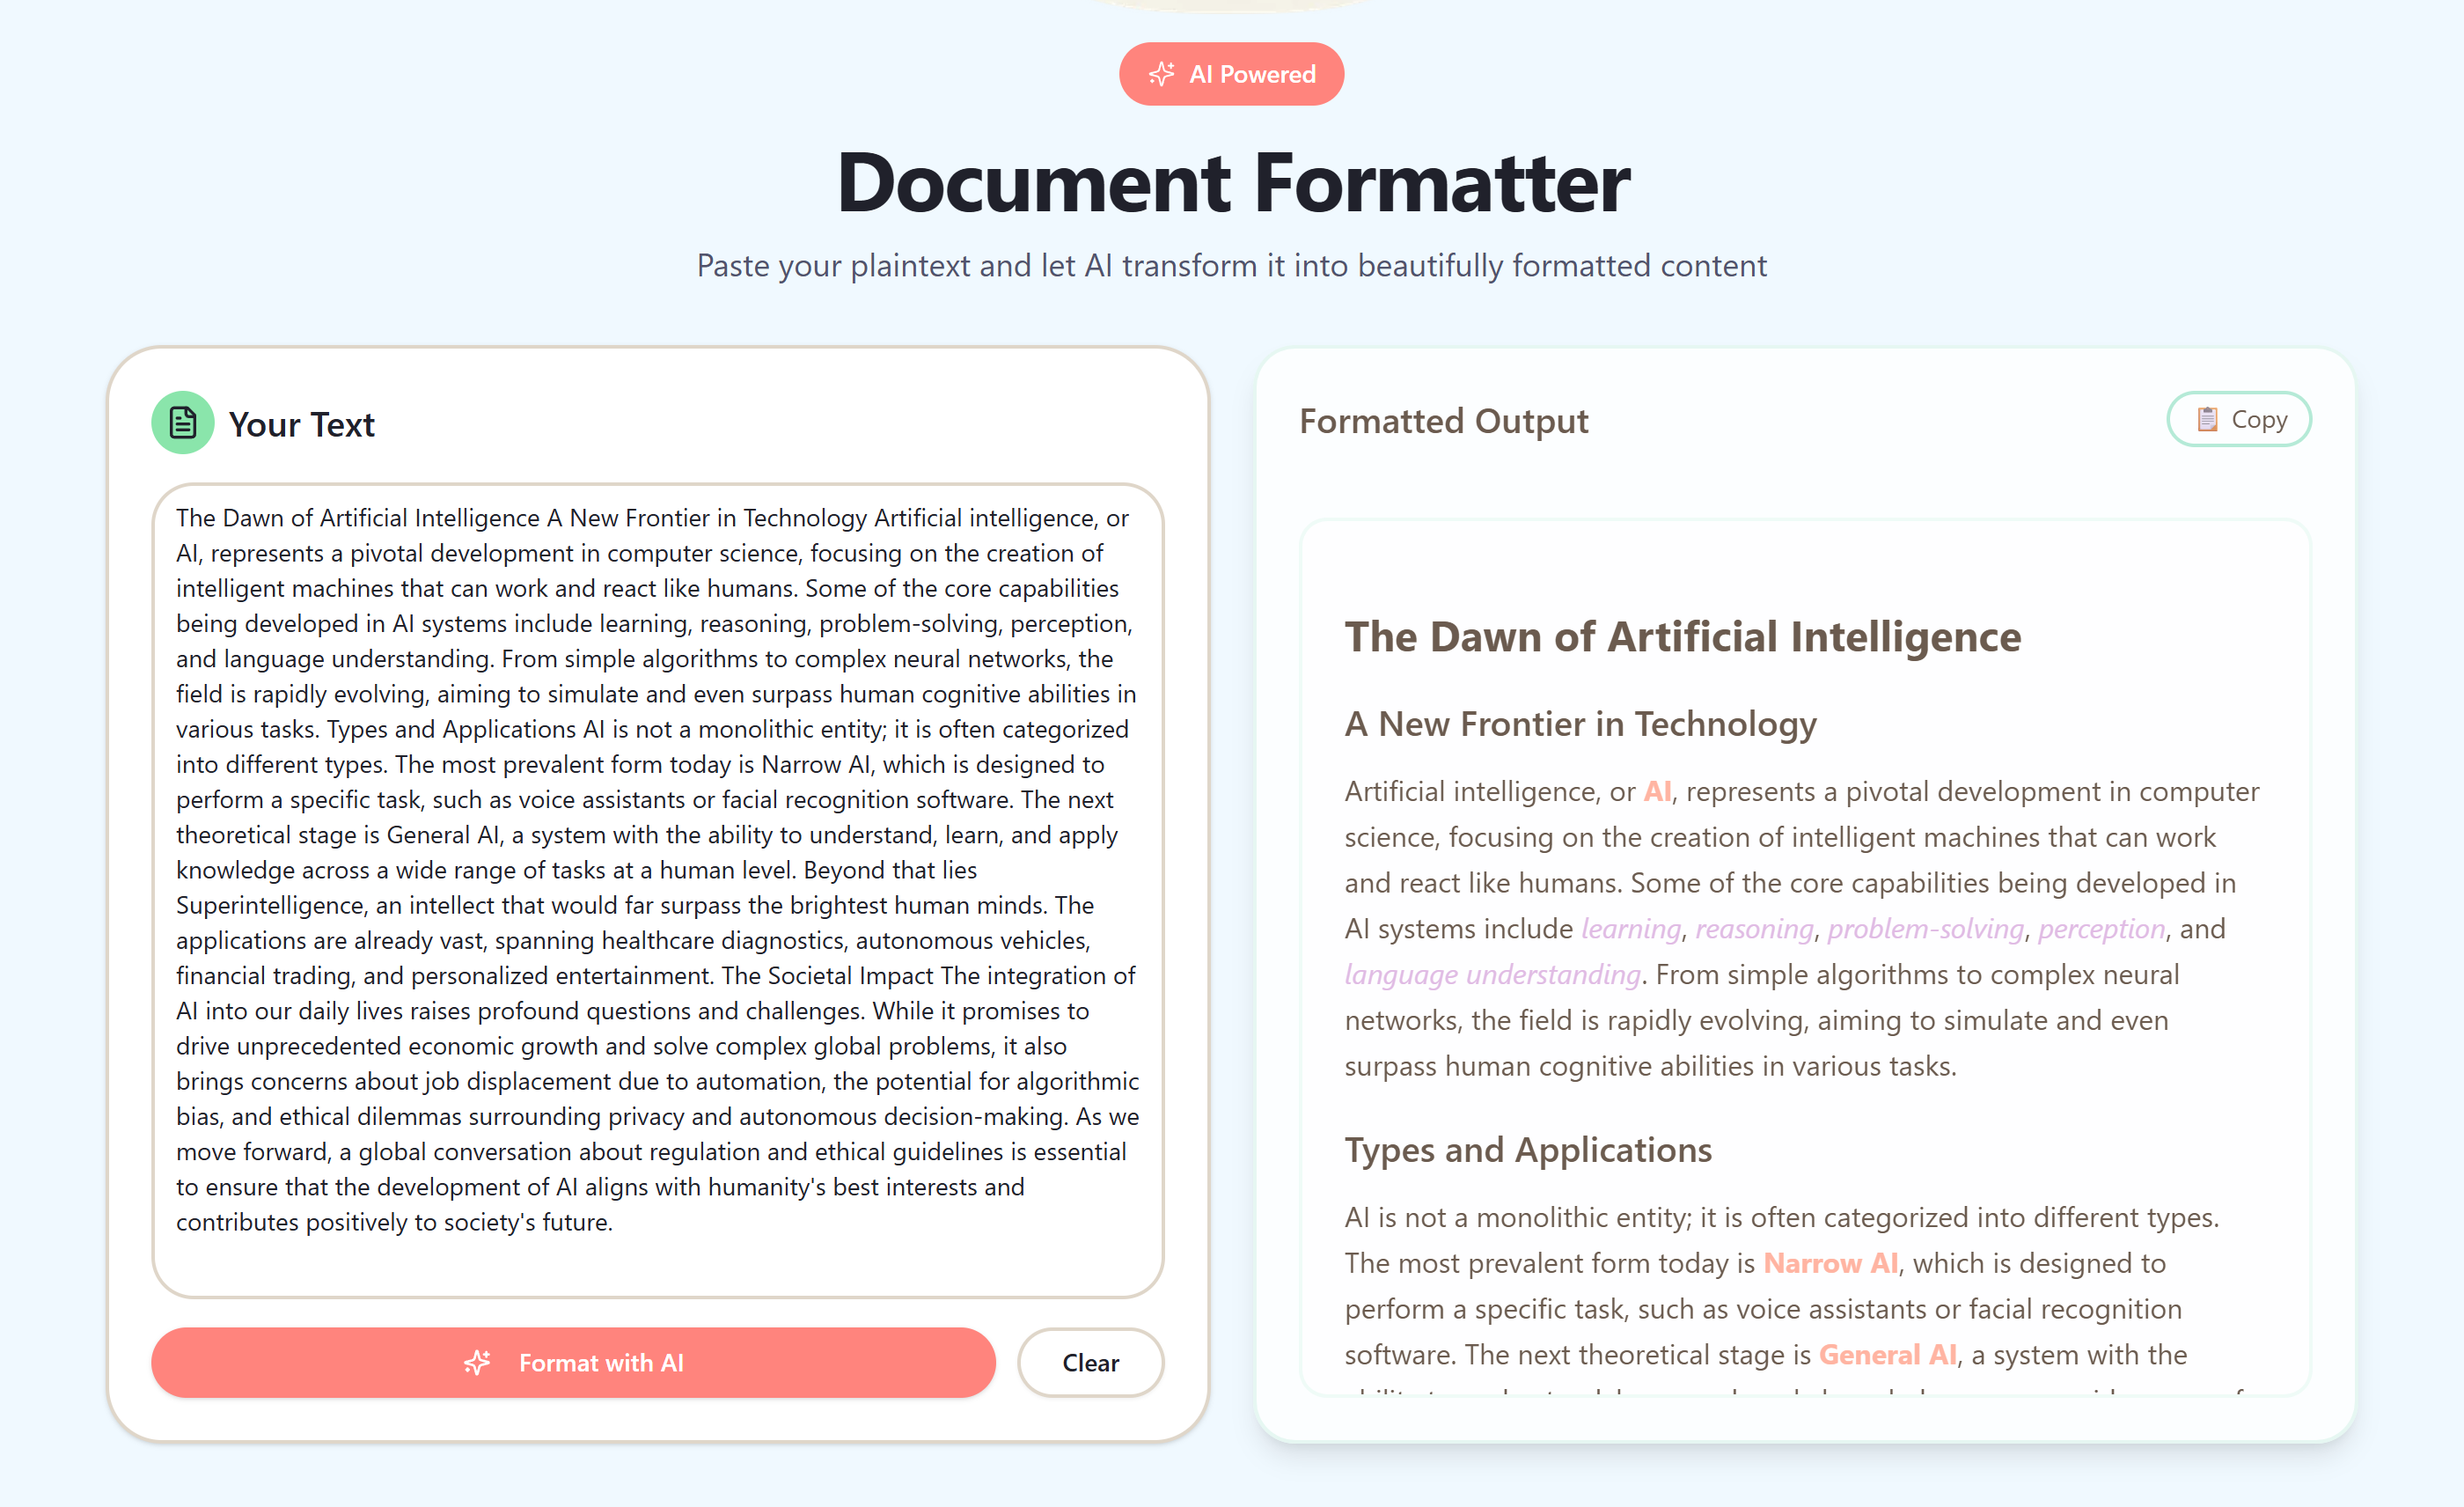 AI Powered
Document Formatter
Paste your plaintext and let AI transform it into beautifully formatted content
Your Text
The Dawn of Artificial Intelligence A New Frontier in Technology Artificial intelligence, or
AI, represents a pivotal development in computer science, focusing on the creation of
intelligent machines that can work and react like humans. Some of the core capabilities
being developed in AI systems include learning, reasoning, problem-solving, perception,
and language understanding. From simple algorithms to complex neural networks, the
field is rapidly evolving, aiming to simulate and even surpass human cognitive abilities in
various tasks. Types and Applications AI is not a monolithic entity; it is often categorized
into different types. The most prevalent form today is Narrow AI, which is designed to
perform a specific task, such as voice assistants or facial recognition software. The next
theoretical stage is General AI, a system with the ability to understand, learn, and apply
knowledge across a wide range of tasks at a human level. Beyond that lies
Superintelligence, an intellect that would far surpass the brightest human minds. The
applications are already vast, spanning healthcare diagnostics, autonomous vehicles,
financial trading, and personalized entertainment. The Societal Impact The integration of
AI into our daily lives raises profound questions and challenges. While it promises to
drive unprecedented economic growth and solve complex global problems, it also
brings concerns about job displacement due to automation, the potential for algorithmic
bias, and ethical dilemmas surrounding privacy and autonomous decision-making. As we
move forward, a global conversation about regulation and ethical guidelines is essential
to ensure that the development of AI aligns with humanity's best interests and
contributes positively to society's future.
Format with AI
Clear
Formatted Output
Copy
The Dawn of Artificial Intelligence
A New Frontier in Technology
Artificial intelligence, or AI, represents a pivotal development in computer
science, focusing on the creation of intelligent machines that can work
and react like humans. Some of the core capabilities being developed in
AI systems include learning, reasoning, problem-solving, perception, and
language understanding. From simple algorithms to complex neural
networks, the field is rapidly evolving, aiming to simulate and even
surpass human cognitive abilities in various tasks.
Types and Applications
AI is not a monolithic entity; it is often categorized into different types.
The most prevalent form today is Narrow AI, which is designed to
perform a specific task, such as voice assistants or facial recognition
software. The next theoretical stage is General AI, a system with the